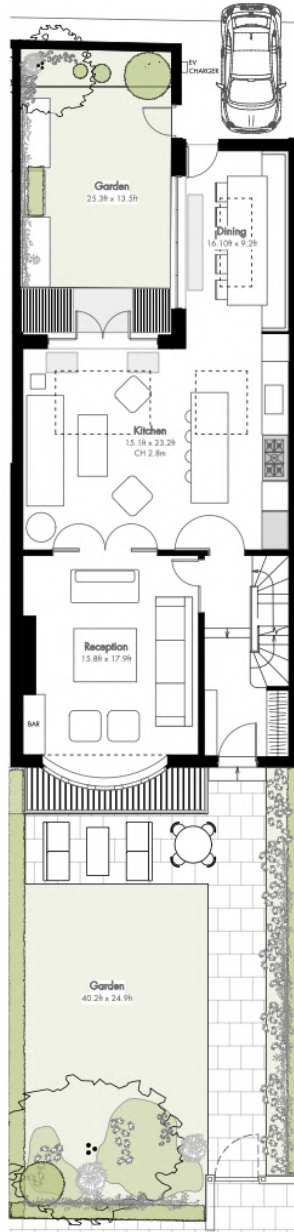 EV
CHARGER
Garden
25.3ft x 13.5ft
Dining
16.10ft x 9.2ft
Kitchen
15.1ft x 23.2ft
CH 2.8m
Reception
15.8ft x 17.9ft
BAR
Garden
40.2ft x 24.9ft